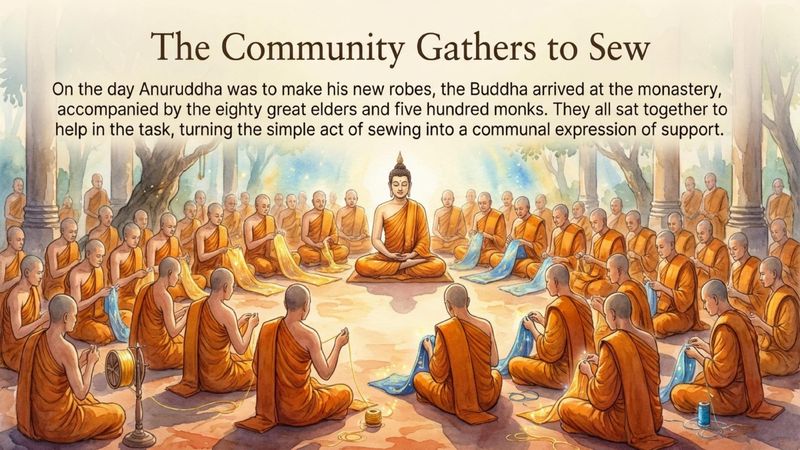 The Community Gathers to Sew
On the day Anuruddha was to make his new robes, the Buddha arrived at the monastery,
accompanied by the eighty great elders and five hundred monks. They all sat together to
help in the task, turning the simple act of sewing into a communal expression of support.